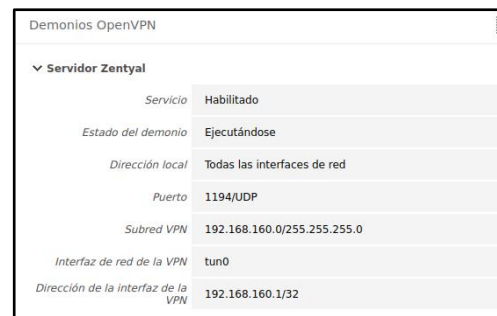 Demonios OpenVPN
Servidor Zentyal
Servicio Habilitado
Estado del demonio Ejecutándose
Dirección local Todas las interfaces de red
Puerto 1194/UDP
Subred VPN 192.168.160.0/255.255.255.0
Interfaz de red de la VPN tun0
Dirección de la interfaz de la
VPN 192.168.160.1/32